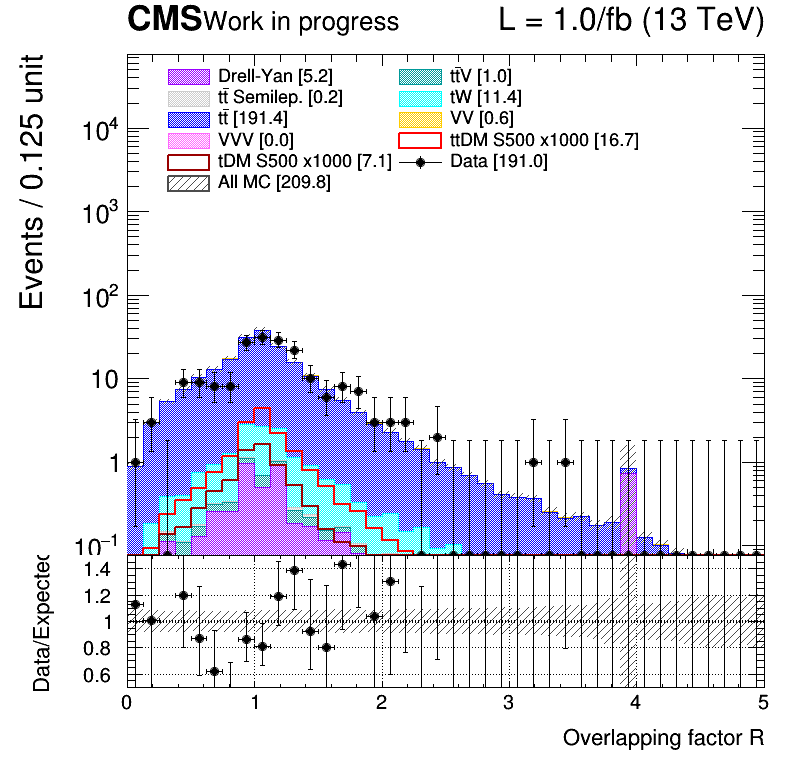 CMS Work in progress L = 1.0/fb (13 TeV)
Drell-Yan [5.2] tt̄V [1.0]
tt̄ Semilep. [0.2] tW [11.4]
tt̄ [191.4] VV [0.6]
VVV [0.0] ttDM S500 x1000 [16.7]
tDM S500 x1000 [7.1] Data [191.0]
All MC [209.8]
Events / 0.125 unit
10⁴
10³
10²
10
1
10⁻¹
Data/Expected
1.4
1.2
1
0.8
0.6
0 1 2 3 4 5
Overlapping factor R